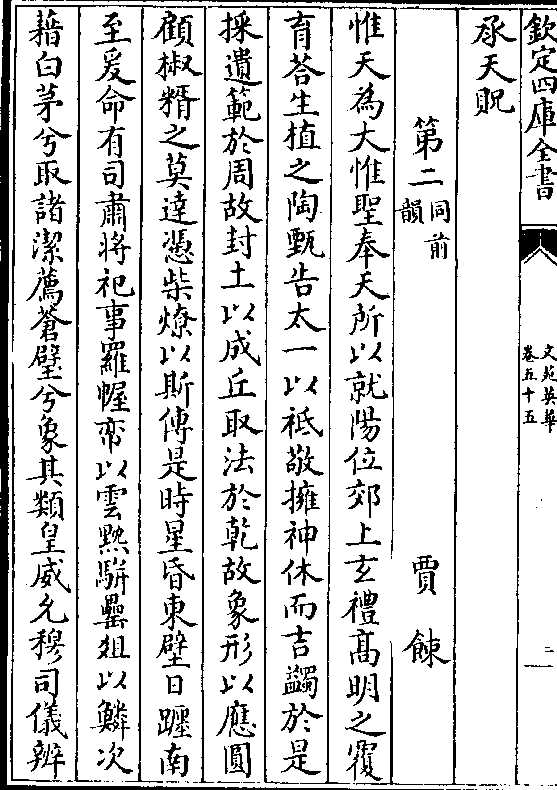 欽定四庫全書
文苑英華
卷五十五
二
承天貺
第二同前韻
賈餗
惟天為大惟聖奉天所以就陽位郊上玄禮髙明之覆
育荅生植之陶甄告太一以祗敬擁神休而吉蠲於是
採遺範於周故封土以成丘取法於乾故象形以應圓
顧椒糈之莫達憑柴燎以斯傳是時星昏東壁日躔南
至爰命有司肅將祀事羅幄帟以雲㸃騈罍俎以鱗次
藉白茅兮取諸潔薦蒼璧兮象其類皇威允穆司儀辨